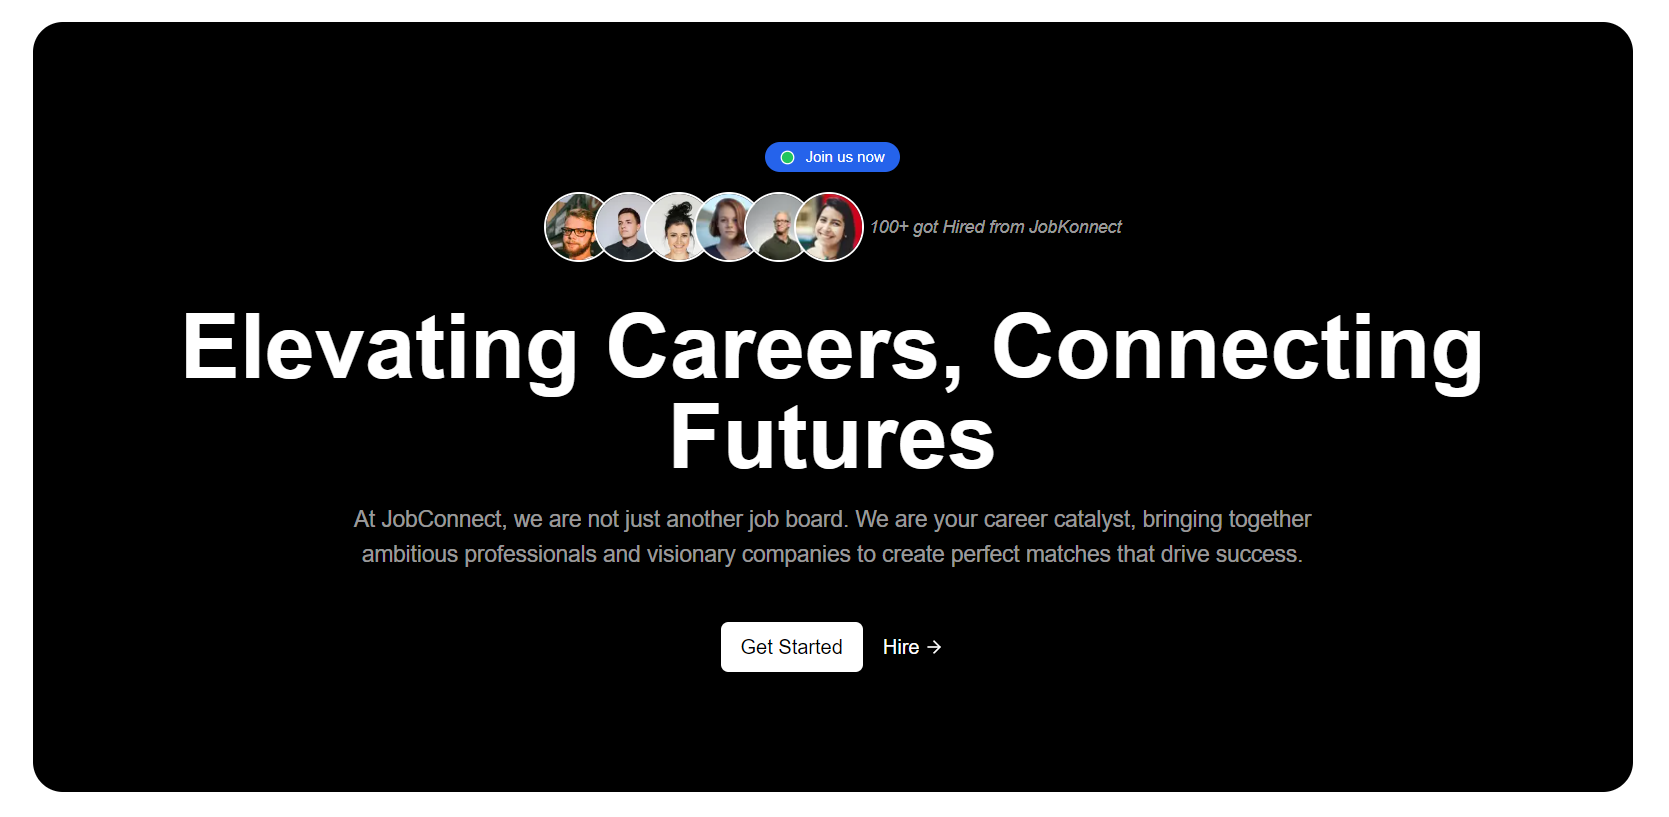 Join us now
100+ got Hired from JobKonnect
Elevating Careers, Connecting
Futures
At JobConnect, we are not just another job board. We are your career catalyst, bringing together
ambitious professionals and visionary companies to create perfect matches that drive success.
Get Started
Hire →